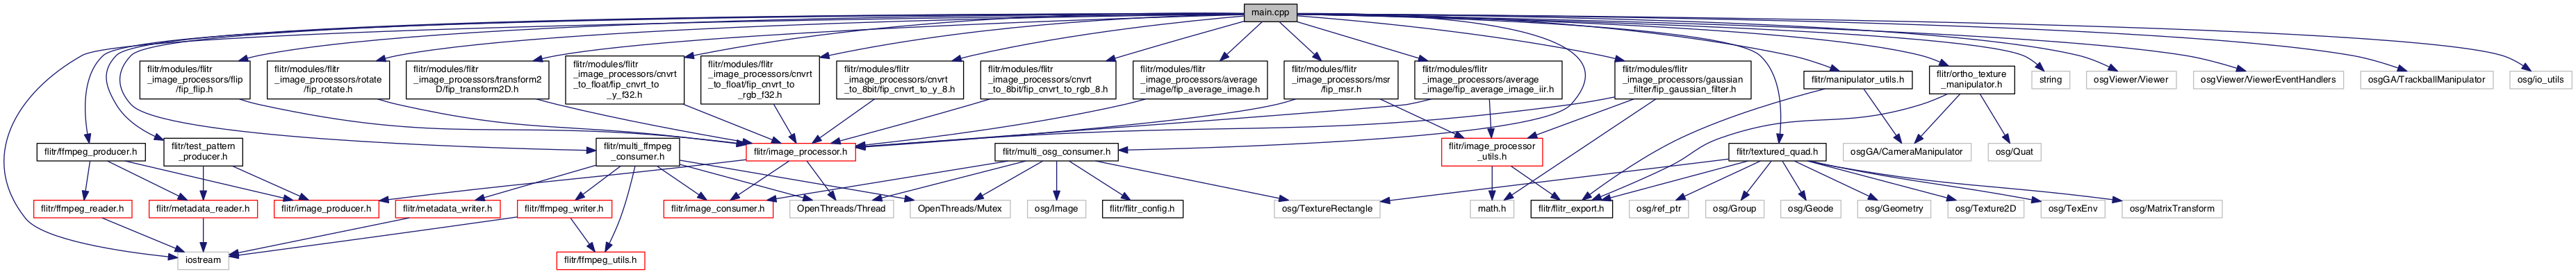 main.cpp
flitr/modules/flitr
_image_processors/flip
/fip_flip.h
flitr/modules/flitr
_image_processors/rotate
/fip_rotate.h
flitr/modules/flitr
_image_processors/transform2
D/fip_transform2D.h
flitr/modules/flitr
_image_processors/cnvrt
_to_float/fip_cnvrt_to
_y_f32.h
flitr/modules/flitr
_image_processors/cnvrt
_to_float/fip_cnvrt_to
_rgb_f32.h
flitr/modules/flitr
_image_processors/cnvrt
_to_8bit/fip_cnvrt_to_y_8.h
flitr/modules/flitr
_image_processors/cnvrt
_to_8bit/fip_cnvrt_to_rgb_8.h
flitr/modules/flitr
_image_processors/average
_image/fip_average_image.h
flitr/modules/flitr
_image_processors/msr
/fip_msr.h
flitr/modules/flitr
_image_processors/average
_image/fip_average_image_iir.h
flitr/modules/flitr
_image_processors/gaussian
_filter/fip_gaussian_filter.h
flitr/manipulator_utils.h
flitr/ortho_texture
_manipulator.h
string
osgViewer/Viewer
osgViewer/ViewerEventHandlers
osgGA/TrackballManipulator
osg/io_utils
flitr/ffmpeg_producer.h
flitr/test_pattern
_producer.h
flitr/multi_ffmpeg
_consumer.h
flitr/image_processor.h
flitr/multi_osg_consumer.h
flitr/image_processor
_utils.h
flitr/textured_quad.h
osgGA/CameraManipulator
osg/Quat
flitr/ffmpeg_reader.h
flitr/metadata_reader.h
flitr/image_producer.h
flitr/metadata_writer.h
flitr/ffmpeg_writer.h
flitr/image_consumer.h
OpenThreads/Thread
OpenThreads/Mutex
osg/Image
flitr/flitr_config.h
osg/TextureRectangle
math.h
flitr/flitr_export.h
osg/ref_ptr
osg/Group
osg/Geode
osg/Geometry
osg/Texture2D
osg/TexEnv
osg/MatrixTransform
iostream
flitr/ffmpeg_utils.h